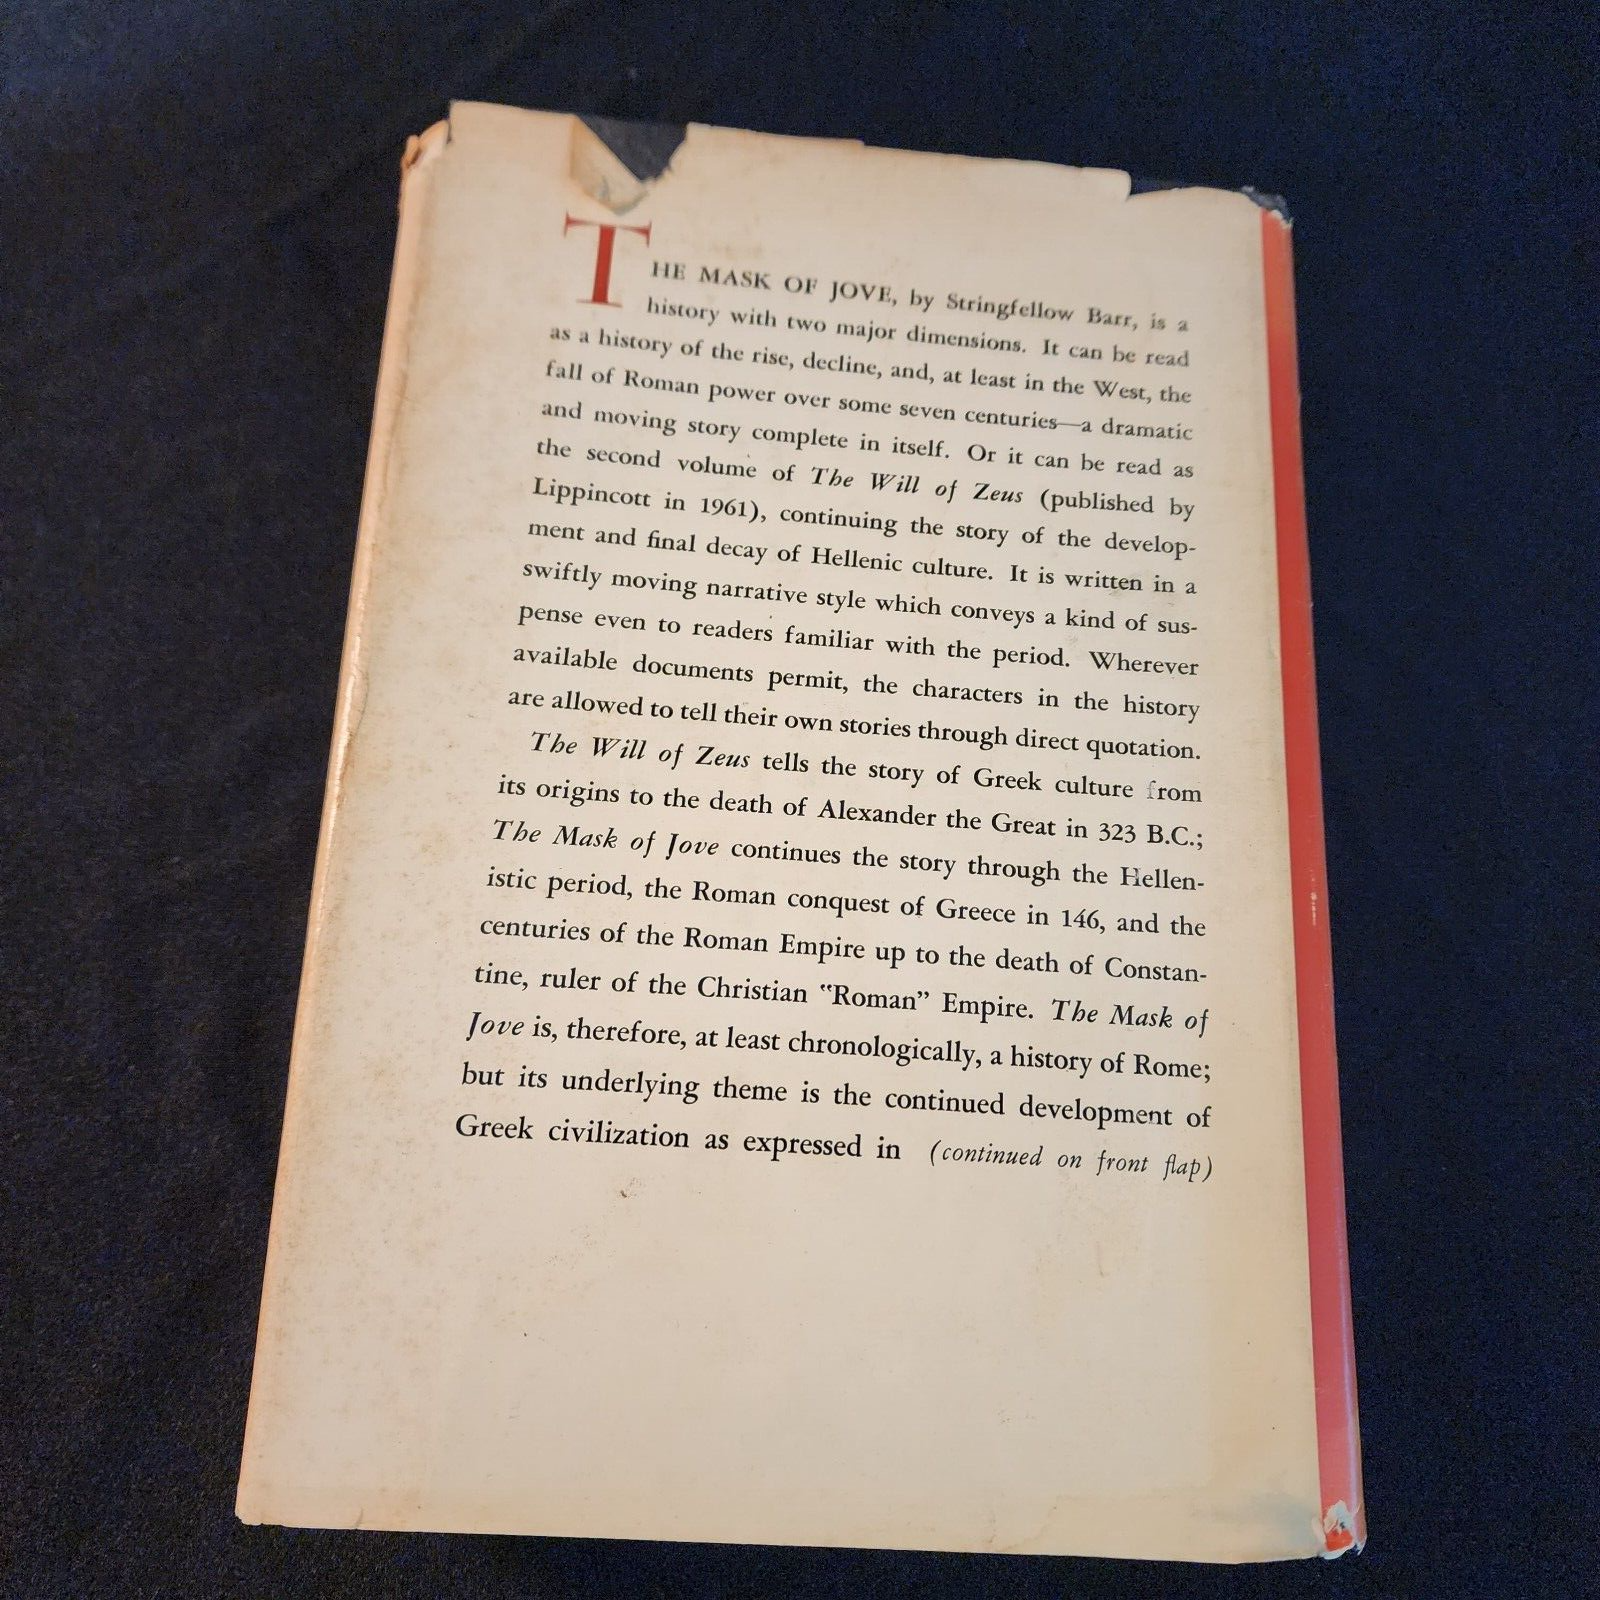 THE MASK OF JOVE, by Stringfellow Barr, is a
history with two major dimensions. It can be read
as a history of the rise, decline, and, at least in the West, the
fall of Roman power over some seven centuries—a dramatic
and moving story complete in itself. Or it can be read as
the second volume of The Will of Zeus (published by
Lippincott in 1961), continuing the story of the develop-
ment and final decay of Hellenic culture. It is written in a
swiftly moving narrative style which conveys a kind of sus-
pense even to readers familiar with the period. Wherever
available documents permit, the characters in the history
are allowed to tell their own stories through direct quotation.
The Will of Zeus tells the story of Greek culture from
its origins to the death of Alexander the Great in 323 B.C.;
The Mask of Jove continues the story through the Hellen-
istic period, the Roman conquest of Greece in 146, and the
centuries of the Roman Empire up to the death of Constan-
tine, ruler of the Christian "Roman" Empire. The Mask of
Jove is, therefore, at least chronologically, a history of Rome;
but its underlying theme is the continued development of
Greek civilization as expressed in (continued on front flap)